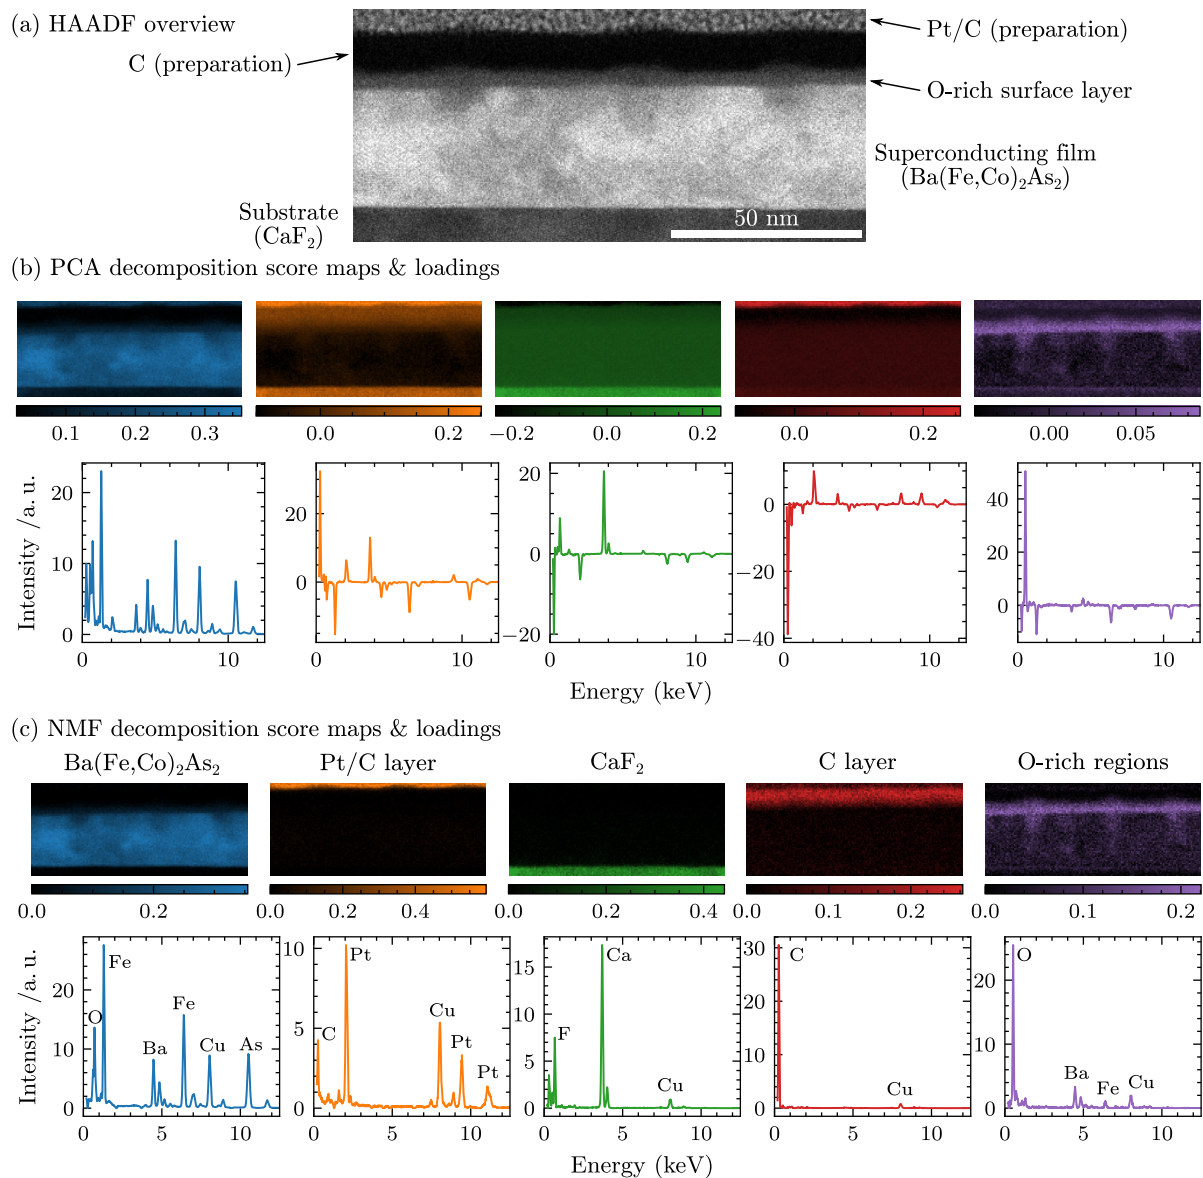 (a) HAADF overview
C (preparation)
Pt/C (preparation)
O-rich surface layer
Superconducting film
(Ba(Fe,Co)₂As₂)
Substrate
(CaF₂)
50 nm
(b) PCA decomposition score maps & loadings
0.1 0.2 0.3
0.0 0.2
−0.2 0.0 0.2
0.0 0.2
0.00 0.05
Intensity /a. u.
20
10
0
0 10
30
15
0
0 10
20
0
−20
0 10
0
−20
−40
0 10
40
20
0
0 10
Energy (keV)
(c) NMF decomposition score maps & loadings
Ba(Fe,Co)₂As₂
Pt/C layer
CaF₂
C layer
O-rich regions
0.0 0.2
0.0 0.2 0.4
0.0 0.2 0.4
0.0 0.1 0.2
0.0 0.1 0.2
Intensity /a. u.
20
10
0
O
Fe
Ba
Fe
Cu
As
0 5 10
10
5
0
C
Pt
Cu
Pt
Pt
0 5 10
15
10
5
0
F
Ca
Cu
0 5 10
30
20
10
0
C
Cu
0 5 10
20
10
0
O
Ba
Fe
Cu
0 5 10
Energy (keV)